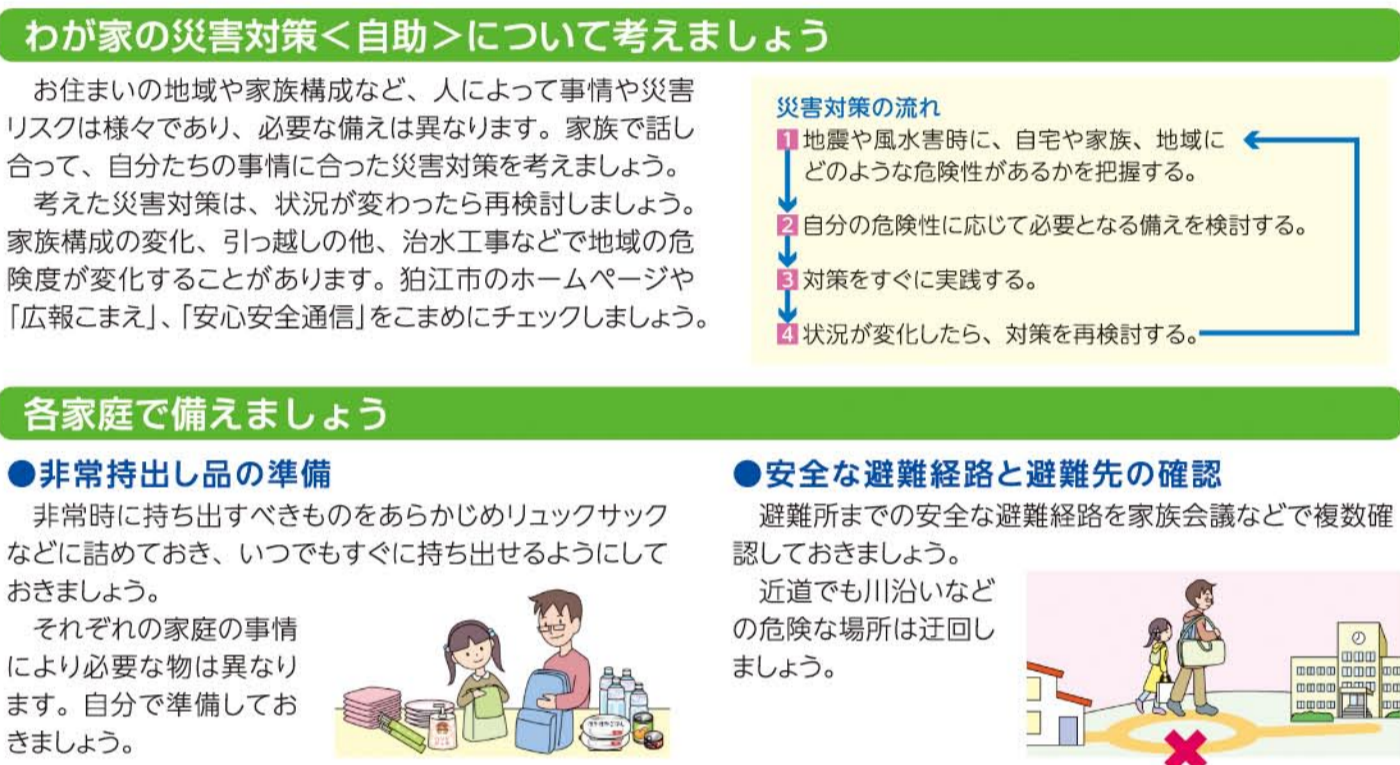 わが家の災害対策＜自助＞について考えましょう
お住まいの地域や家族構成など、人によって事情や災害
リスクは様々であり、必要な備えは異なります。家族で話し
合って、自分たちの事情に合った災害対策を考えましょう。
考えた災害対策は、状況が変わったら再検討しましょう。
家族構成の変化、引っ越しの他、治水工事などで地域の危
険度が変化することがあります。狛江市のホームページや
「広報こまえ」、「安心安全通信」をこまめにチェックしましょう。
災害対策の流れ
1 地震や風水害時に、自宅や家族、地域に
どのような危険性があるかを把握する。
2 自分の危険性に応じて必要となる備えを検討する。
3 対策をすぐに実践する。
4 状況が変化したら、対策を再検討する。
各家庭で備えましょう
●非常持出し品の準備
非常時に持ち出すべきものをあらかじめリュックサック
などに詰めておき、いつでもすぐに持ち出せるようにして
おきましょう。
それぞれの家庭の事情
により必要な物は異なり
ます。自分で準備してお
きましょう。
●安全な避難経路と避難先の確認
避難所までの安全な避難経路を家族会議などで複数確
認しておきましょう。
近道でも川沿いなど
の危険な場所は迂回し
ましょう。